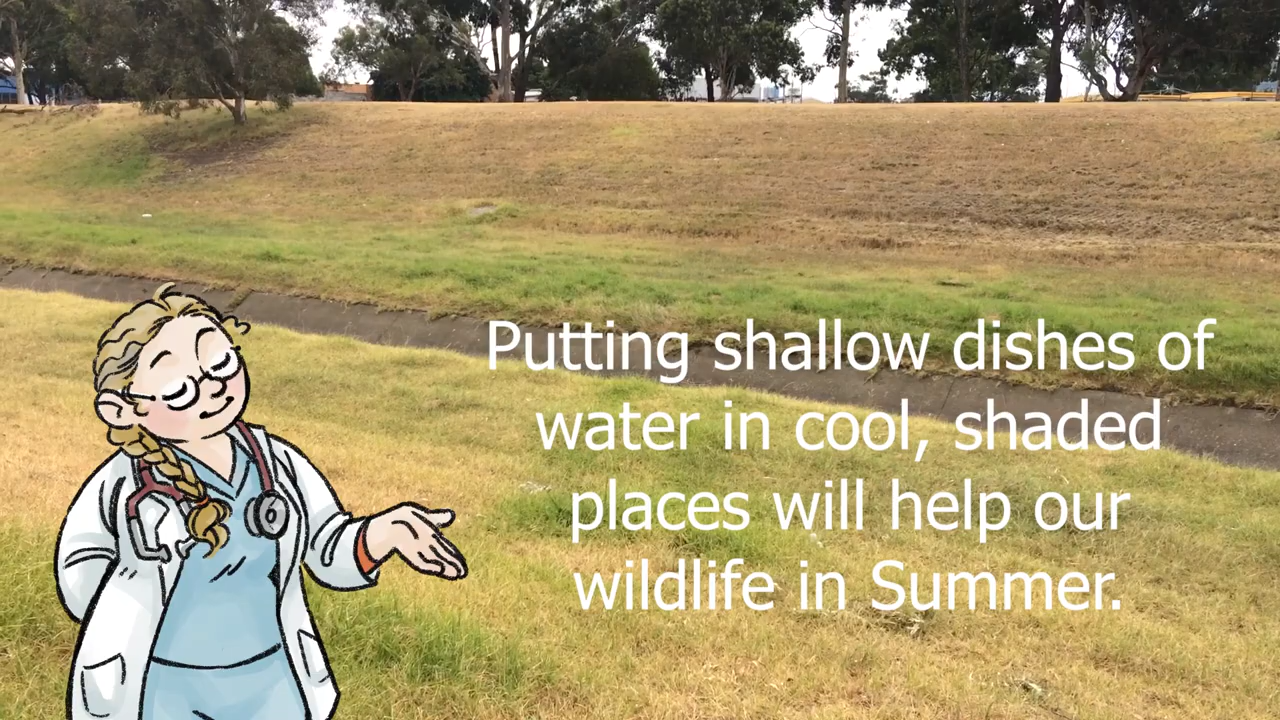 Putting shallow dishes of
water in cool, shaded
places will help our
wildlife in Summer.